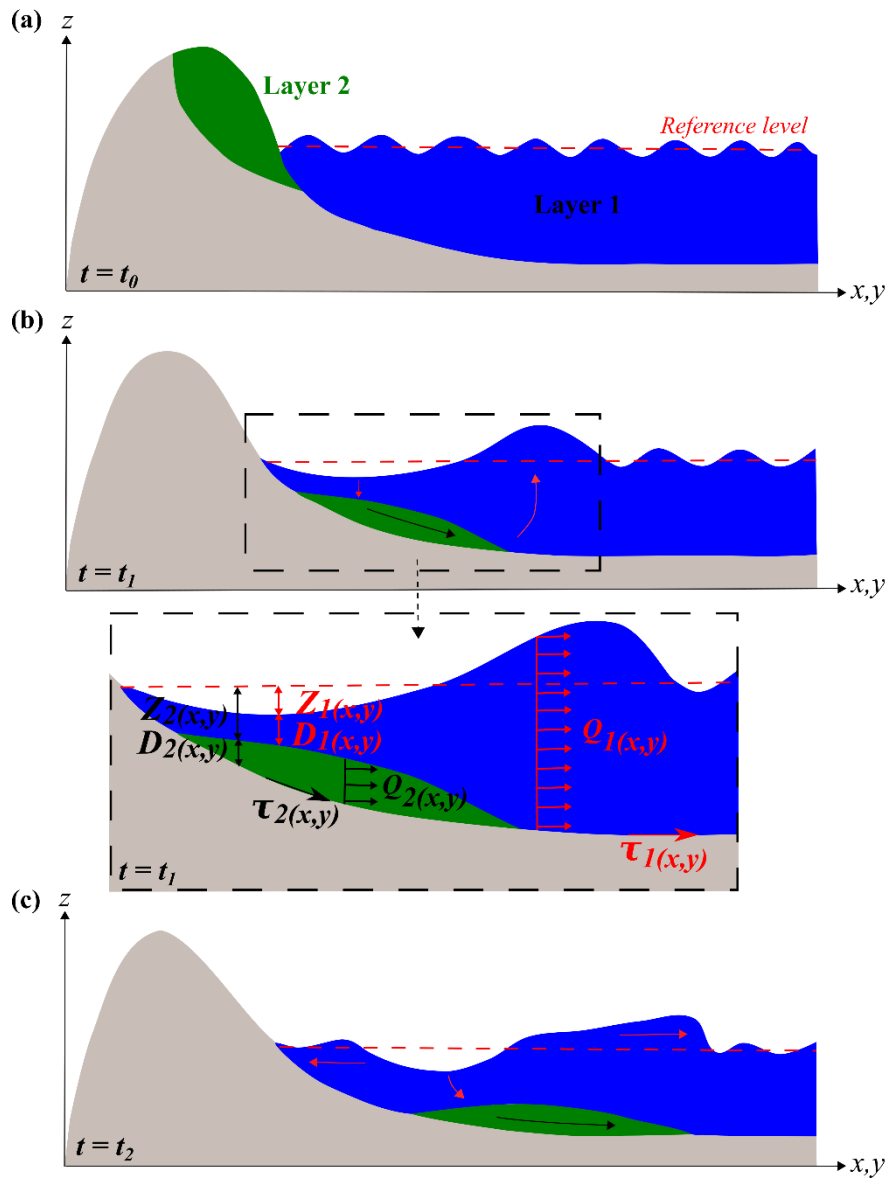 (a)
z
Layer 2
Reference level
Layer 1
t = t0
x,y
(b)
z
t = t1
x,y
Z2(x,y)
Z1(x,y)
D2(x,y)
D1(x,y)
Q1(x,y)
Q2(x,y)
τ2(x,y)
τ1(x,y)
t = t1
(c)
z
t = t2
x,y